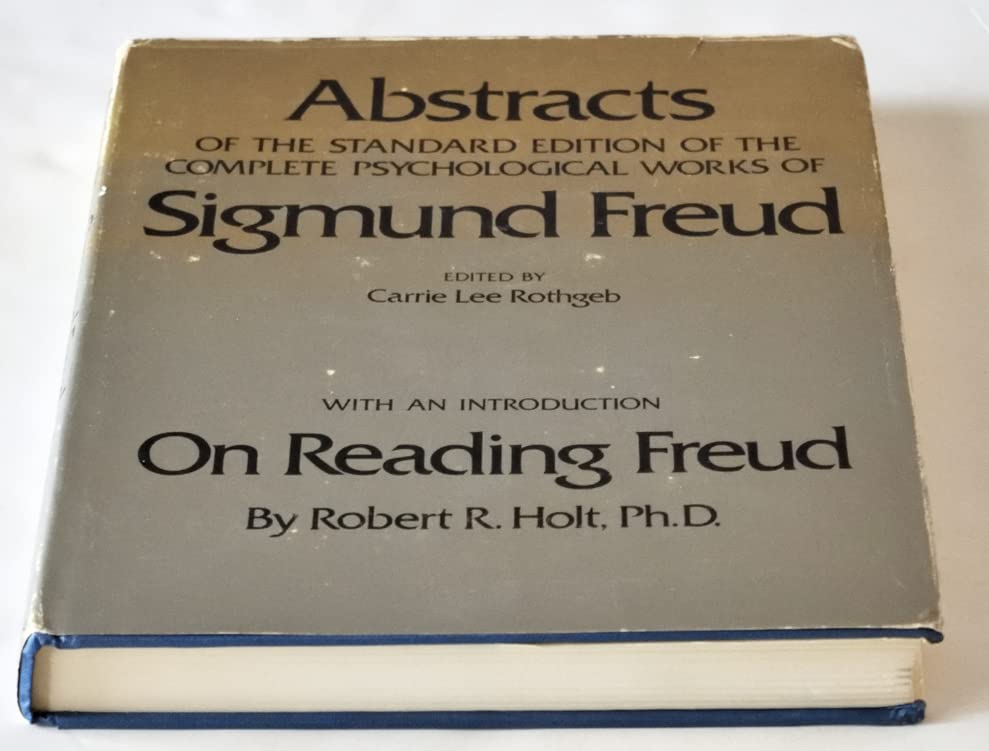 Abstracts
OF THE STANDARD EDITION OF THE
COMPLETE PSYCHOLOGICAL WORKS OF
Sigmund Freud
EDITED BY
Carrie Lee Rothgeb
WITH AN INTRODUCTION
On Reading Freud
By Robert R. Holt, Ph.D.